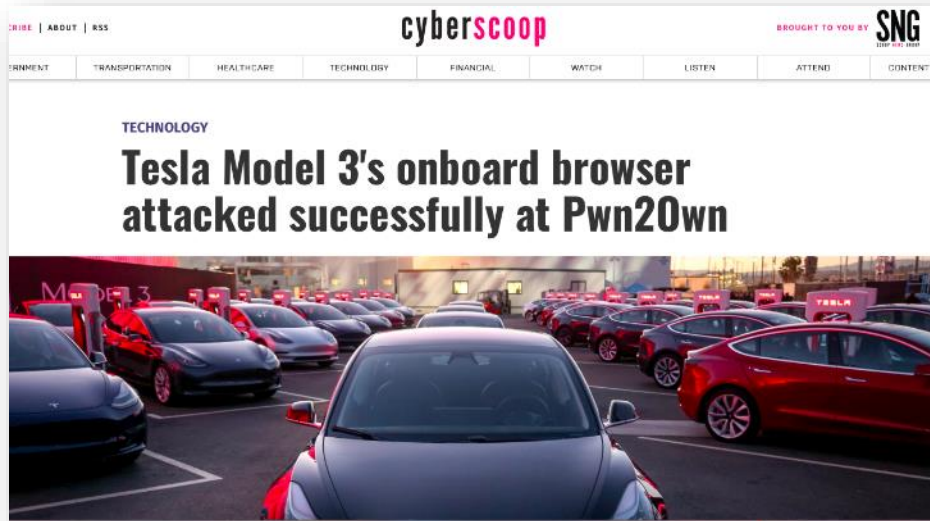 CRIBE | ABOUT | RSS
cyberscoop
BROUGHT TO YOU BY SNG
ERNMENT TRANSPORTATION HEALTHCARE TECHNOLOGY FINANCIAL WATCH LISTEN ATTEND CONTENT
TECHNOLOGY
Tesla Model 3's onboard browser
attacked successfully at Pwn2Own
TESLA